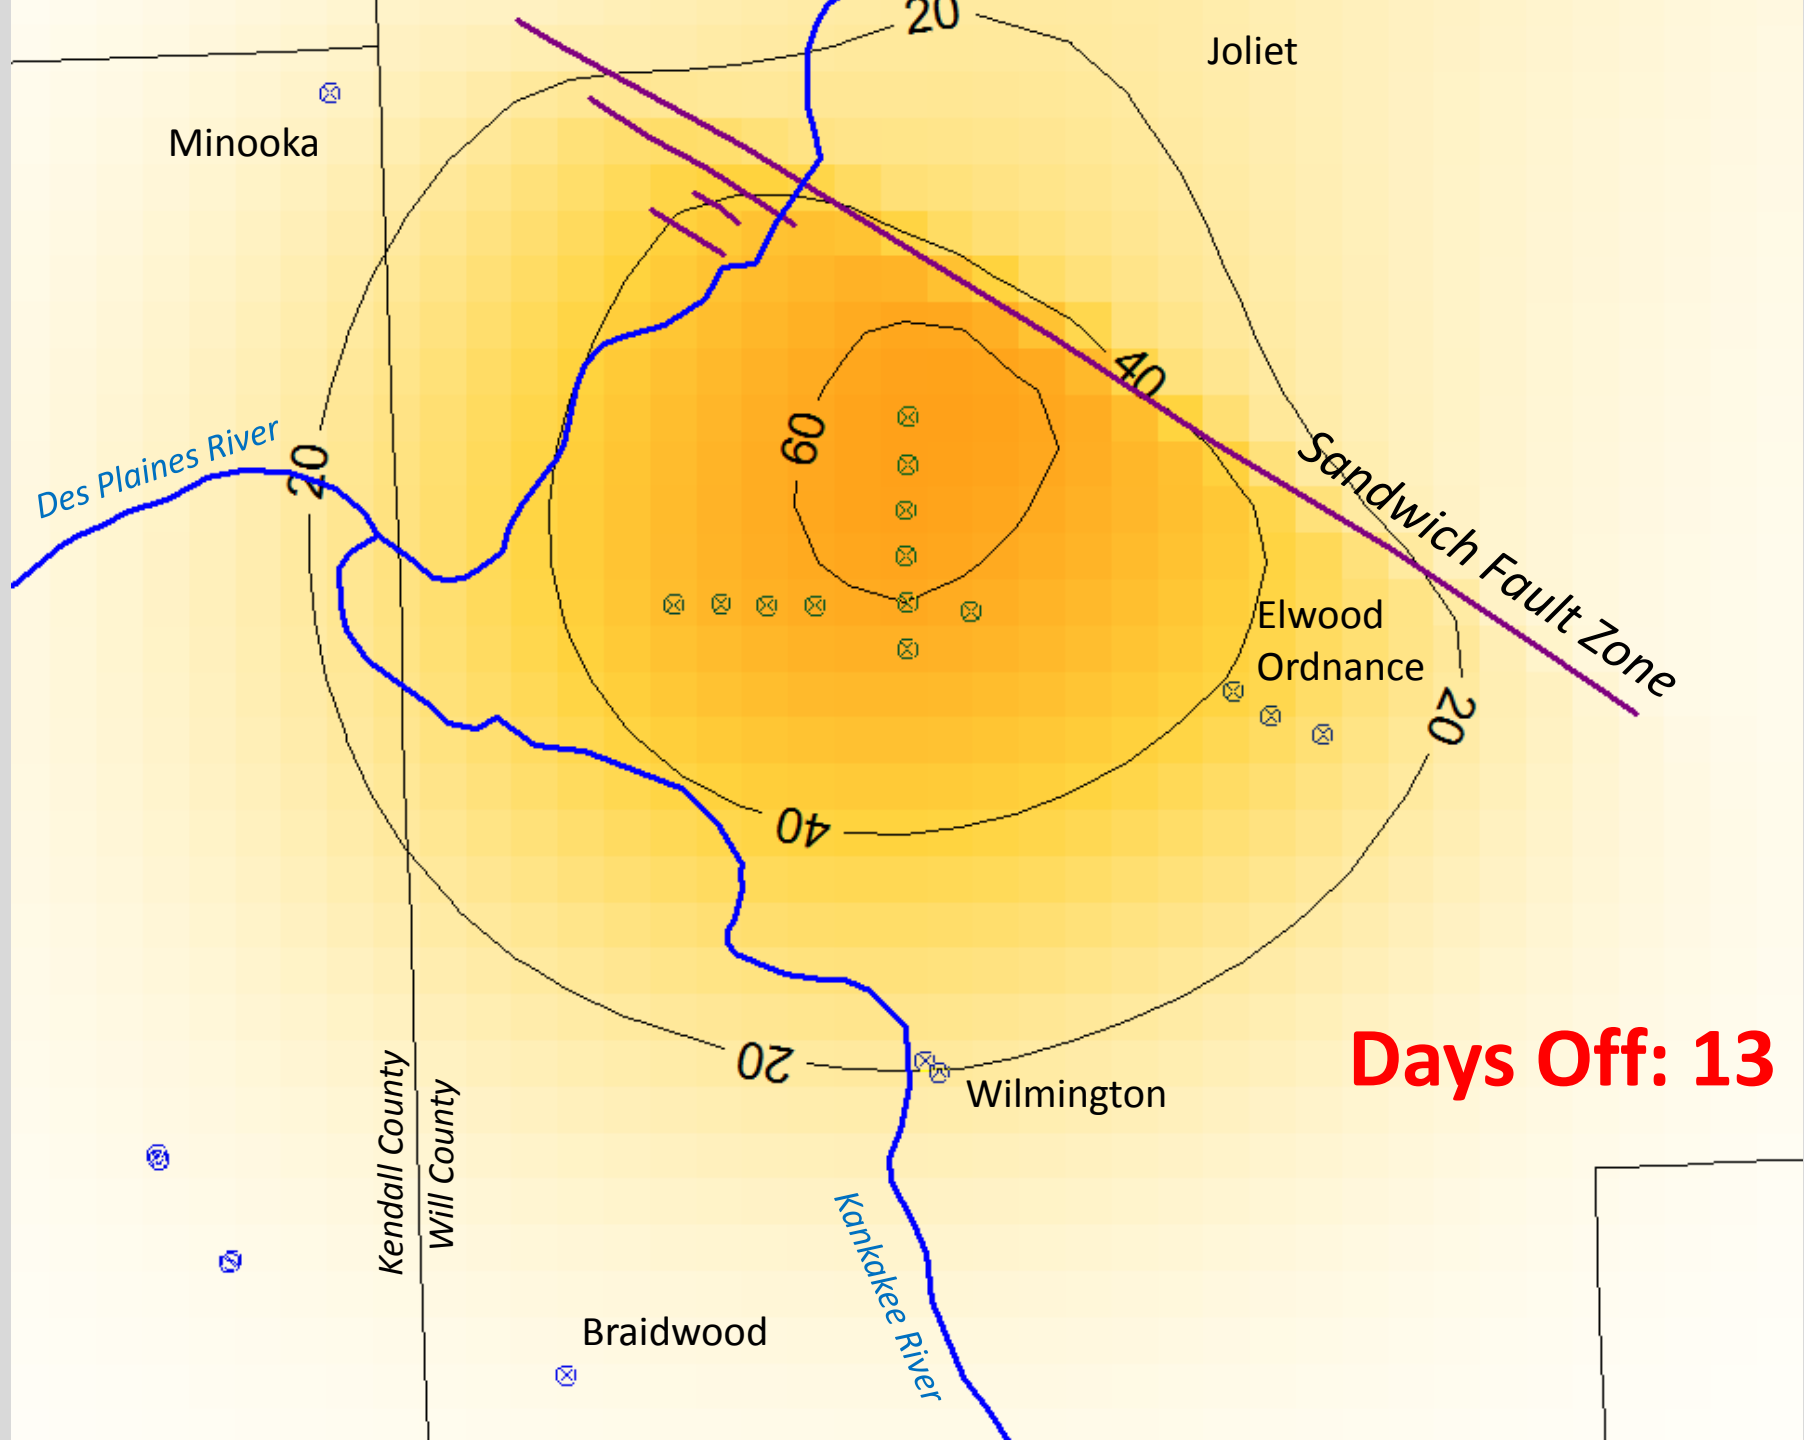 20
Joliet
Minooka
40
60
Des Plaines River
20
Sandwich Fault Zone
Elwood
Ordnance
20
40
20
Days Off: 13
Wilmington
Kendall County
Will County
Kankakee River
Braidwood